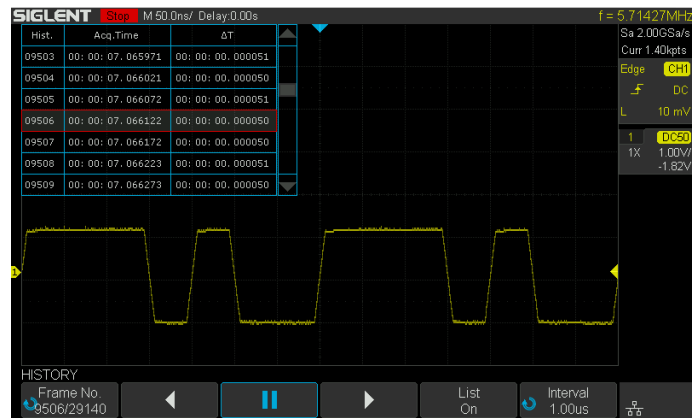 SIGLENT Stop M 50.0ns/ Delay:0.00s f = 5.71427MHz
Sa 2.00GSa/s
Curr 1.40kpts
Edge CH1
DC
L 10 mV
1 DC50
1X 1.00V/
-1.82V
Hist. Acq.Time ΔT
09503 00: 00: 07. 065971 00: 00: 00. 000051
09504 00: 00: 07. 066021 00: 00: 00. 000050
09505 00: 00: 07. 066072 00: 00: 00. 000051
09506 00: 00: 07. 066122 00: 00: 00. 000050
09507 00: 00: 07. 066172 00: 00: 00. 000050
09508 00: 00: 07. 066223 00: 00: 00. 000051
09509 00: 00: 07. 066273 00: 00: 00. 000050
1
HISTORY
Frame No.
9506/29140
List
On
Interval
1.00us